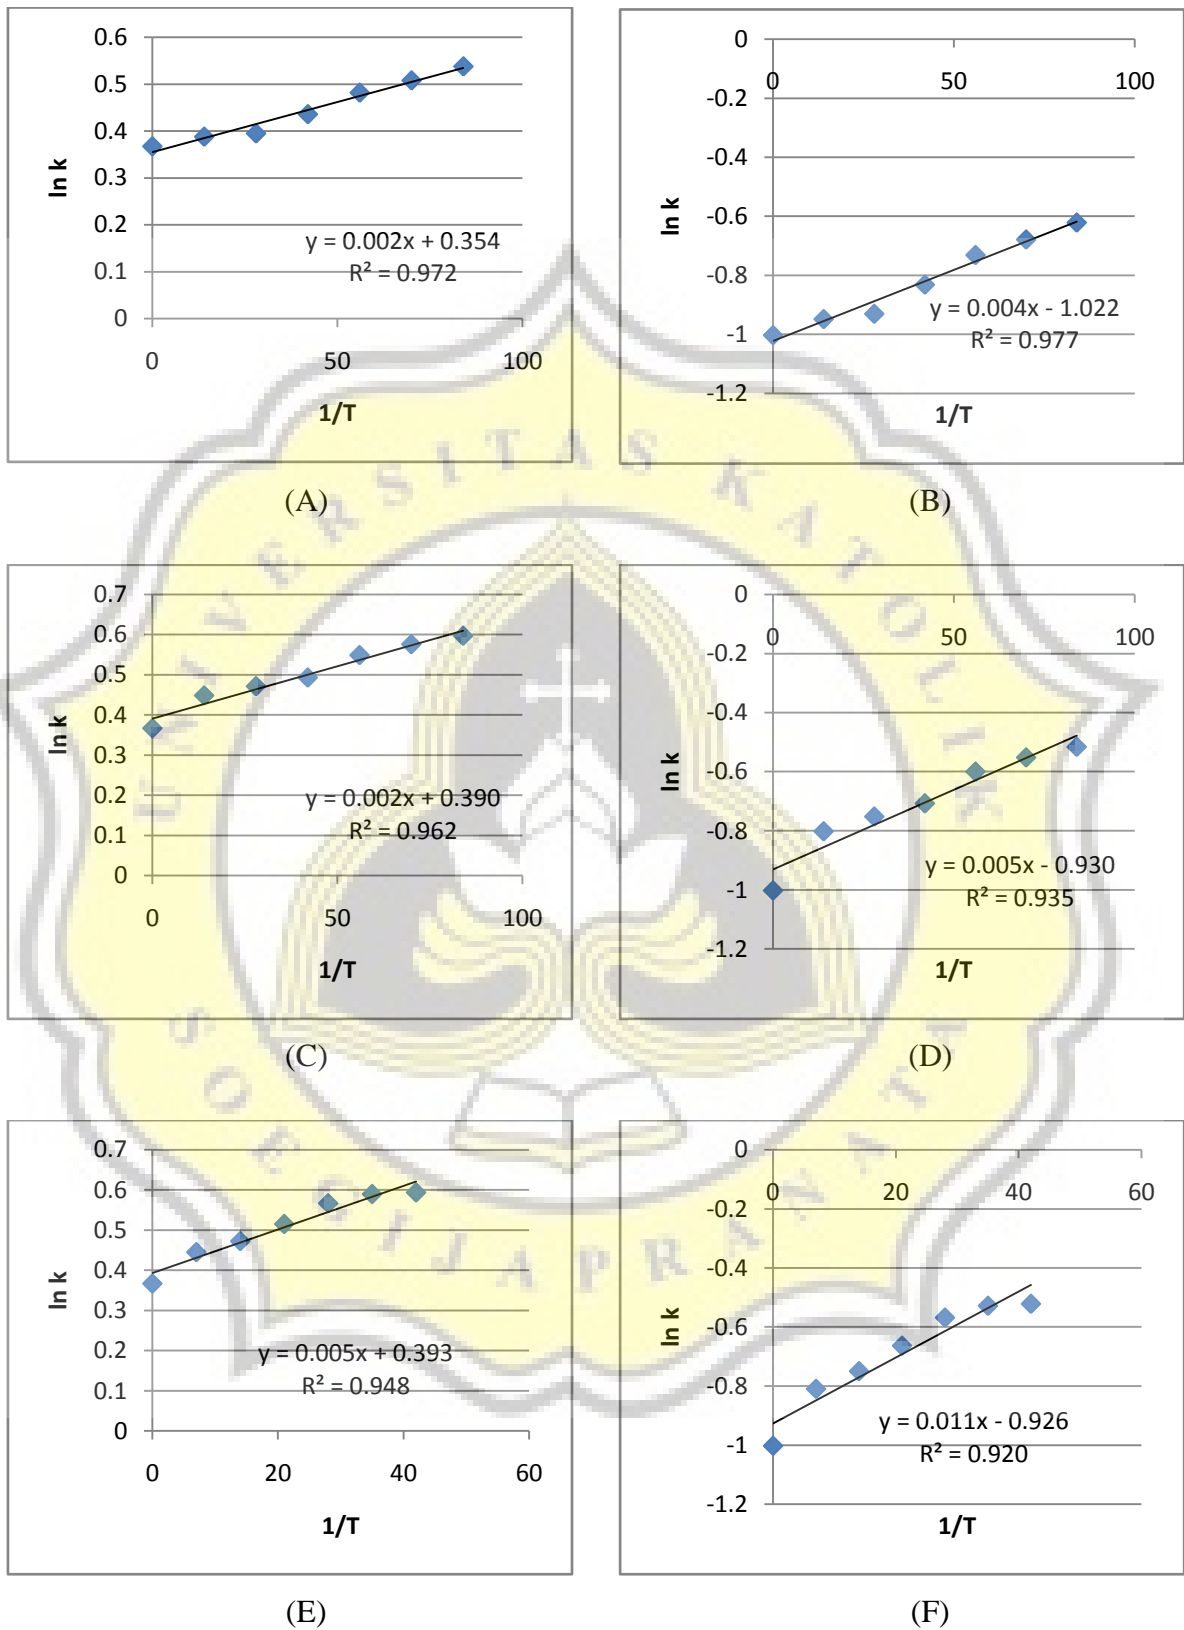 0.6
0.5
0.4
0.3
0.2
0.1
0
0 50 100
ln k
1/T
y = 0.002x + 0.354
R² = 0.972
(A)
0
-0.2
-0.4
-0.6
-0.8
-1
-1.2
0 50 100
ln k
1/T
y = 0.004x - 1.022
R² = 0.977
(B)
0.7
0.6
0.5
0.4
0.3
0.2
0.1
0
0 50 100
ln k
1/T
y = 0.002x + 0.390
R² = 0.962
(C)
0
-0.2
-0.4
-0.6
-0.8
-1
-1.2
0 50 100
ln k
1/T
y = 0.005x - 0.930
R² = 0.935
(D)
0.7
0.6
0.5
0.4
0.3
0.2
0.1
0
0 20 40 60
ln k
1/T
y = 0.005x + 0.393
R² = 0.948
(E)
0
-0.2
-0.4
-0.6
-0.8
-1
-1.2
0 20 40 60
ln k
1/T
y = 0.011x - 0.926
R² = 0.920
(F)
UNIVERSITAS KATOLIK
SOEGIJAPRANATA